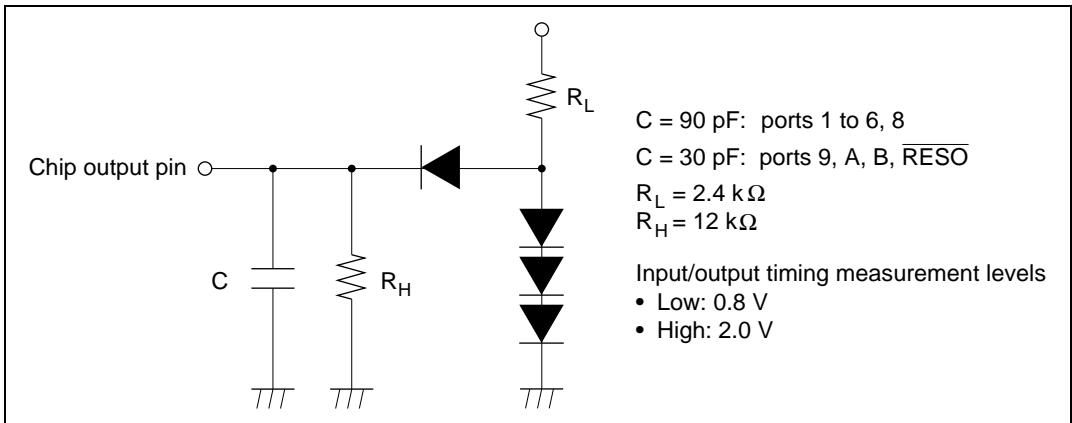 R_L
C = 90 pF: ports 1 to 6, 8
Chip output pin
C = 30 pF: ports 9, A, B, R̅E̅S̅O̅
R_L = 2.4 kΩ
R_H = 12 kΩ
C
R_H
Input/output timing measurement levels
• Low: 0.8 V
• High: 2.0 V